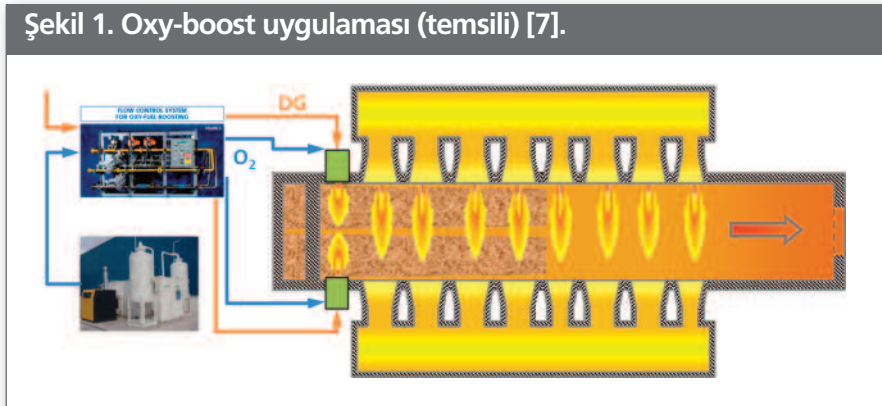 Şekil 1. Oxy-boost uygulaması (temsili) [7].
FLOW CONTROL SYSTEM
FOR OXY-FUEL BOOSTING
DG
O₂